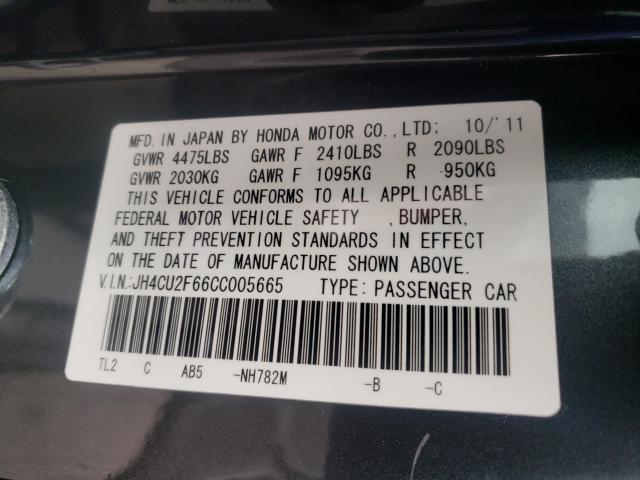 MFD. IN JAPAN BY HONDA MOTOR CO., LTD: 10/'11
GVWR 4475LBS GAWR F 2410LBS R 2090LBS
GVWR 2030KG GAWR F 1095KG R 950KG
THIS VEHICLE CONFORMS TO ALL APPLICABLE
FEDERAL MOTOR VEHICLE SAFETY , BUMPER,
AND THEFT PREVENTION STANDARDS IN EFFECT
ON THE DATE OF MANUFACTURE SHOWN ABOVE.
V.I.N.:JH4CU2F66CC005665 TYPE: PASSENGER CAR
TL2 C AB5 -NH782M -B -C